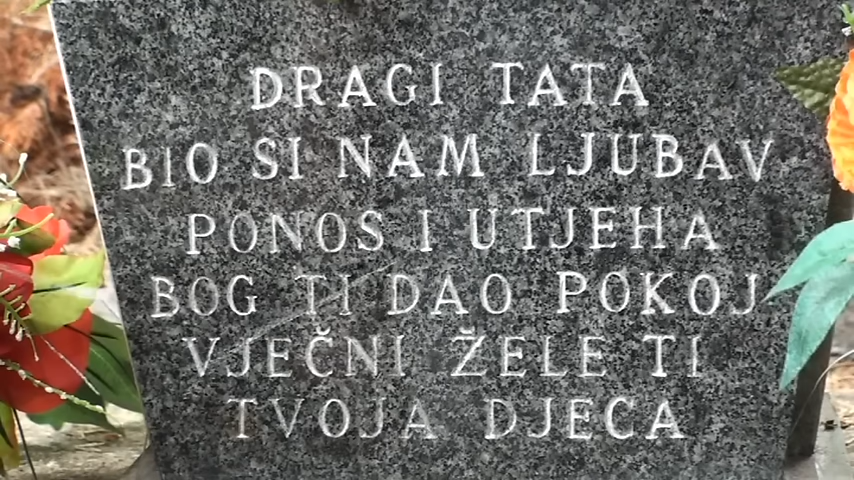 DRAGI TATA
BIO SI NAM LJUBAV
PONOS I UTJEHA
BOG TI DAO POKOJ
VJEČNI ŽELE TI
TVOJA DJECA